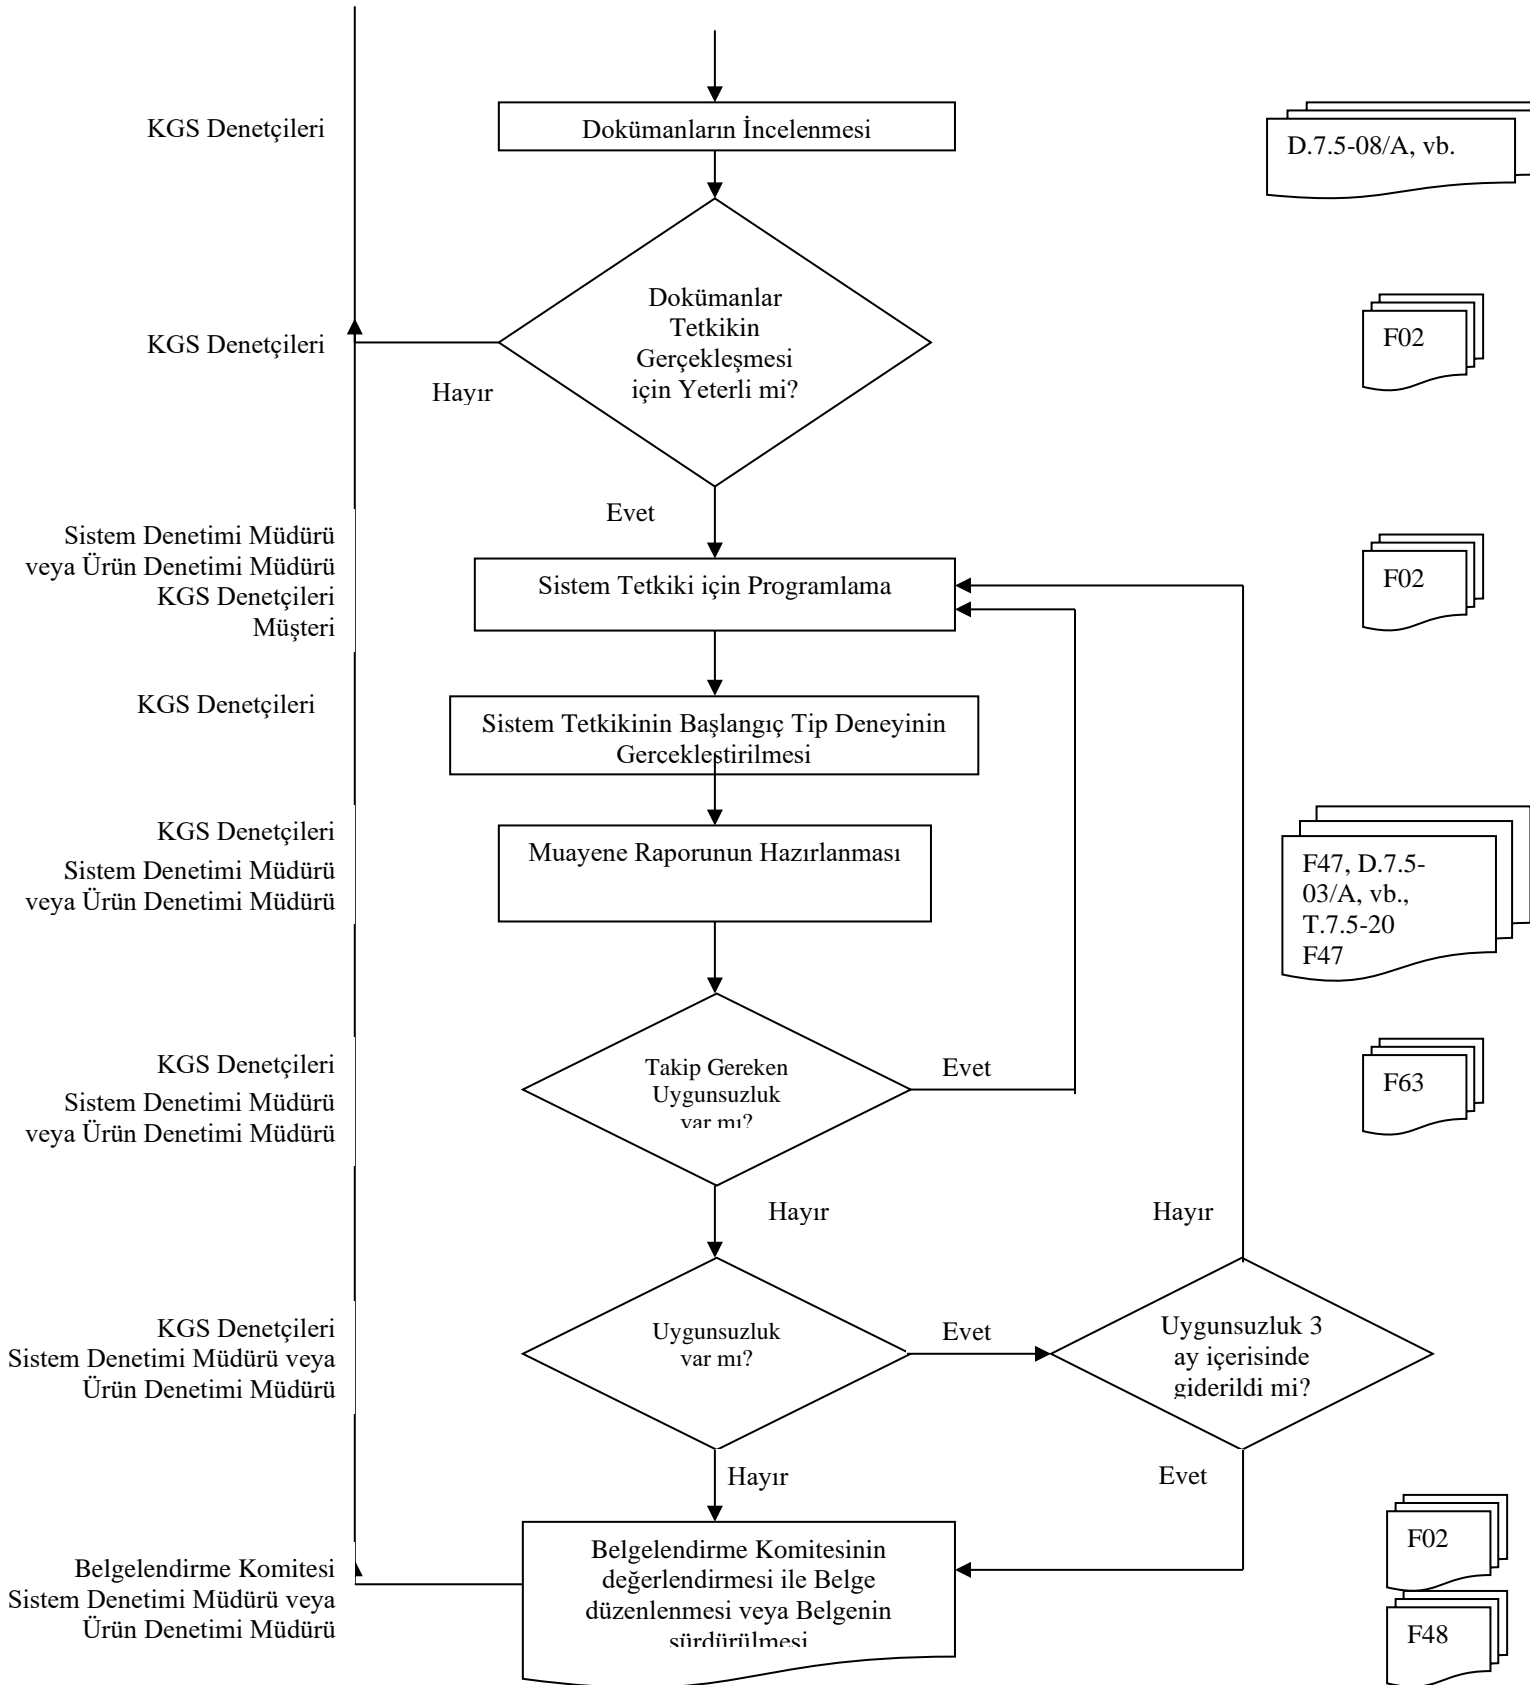 KGS Denetçileri
Dokümanların İncelenmesi
D.7.5-08/A, vb.
KGS Denetçileri
Dokümanlar
Tetkikin
Gerçekleşmesi
için Yeterli mi?
F02
Hayır
Evet
Sistem Denetimi Müdürü
veya Ürün Denetimi Müdürü
KGS Denetçileri
Müşteri
Sistem Tetkiki için Programlama
F02
KGS Denetçileri
Sistem Tetkikinin Başlangıç Tip Deneyinin
Gerçekleştirilmesi
KGS Denetçileri
Sistem Denetimi Müdürü
veya Ürün Denetimi Müdürü
Muayene Raporunun Hazırlanması
F47, D.7.5-
03/A, vb.,
T.7.5-20
F47
KGS Denetçileri
Sistem Denetimi Müdürü
veya Ürün Denetimi Müdürü
Takip Gereken
Uygunsuzluk
var mı?
Evet
F63
Hayır
Hayır
KGS Denetçileri
Sistem Denetimi Müdürü veya
Ürün Denetimi Müdürü
Uygunsuzluk
var mı?
Evet
Uygunsuzluk 3
ay içerisinde
giderildi mi?
Hayır
Evet
Belgelendirme Komitesi
Sistem Denetimi Müdürü veya
Ürün Denetimi Müdürü
Belgelendirme Komitesinin
değerlendirmesi ile Belge
düzenlenmesi veya Belgenin
sürdürülmesi
F02
F48